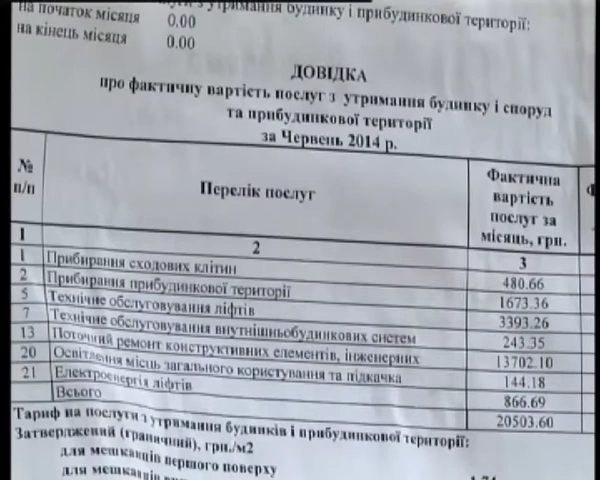 на початок місяця 0.00
утримання будинку і прибудинкової території:
на кінець місяця 0.00
ДОВІДКА
про фактичну вартість послуг з утримання будинку і споруд
та прибудинкової території
за Червень 2014 р.
№ п/п Перелік послуг Фактична вартість послуг за місяць, грн.
1 2 3
1 Прибирання сходових клітин 480.66
2 Прибирання прибудинкової території 1673.36
5 Технічне обслуговування ліфтів 3393.26
7 Технічне обслуговування внутнішньобудинкових систем 243.35
13 Поточний ремонт конструктивних елементів, інженерних 13702.10
20 Освітлення місць загального користування та підкачка 144.18
21 Електроенергія ліфтів 866.69
Всього 20503.60
Тариф на послуги з утримання будинків і прибудинкової території:
Затверджений (граничний), грн./м2
для мешканців першого поверху
для мешканців